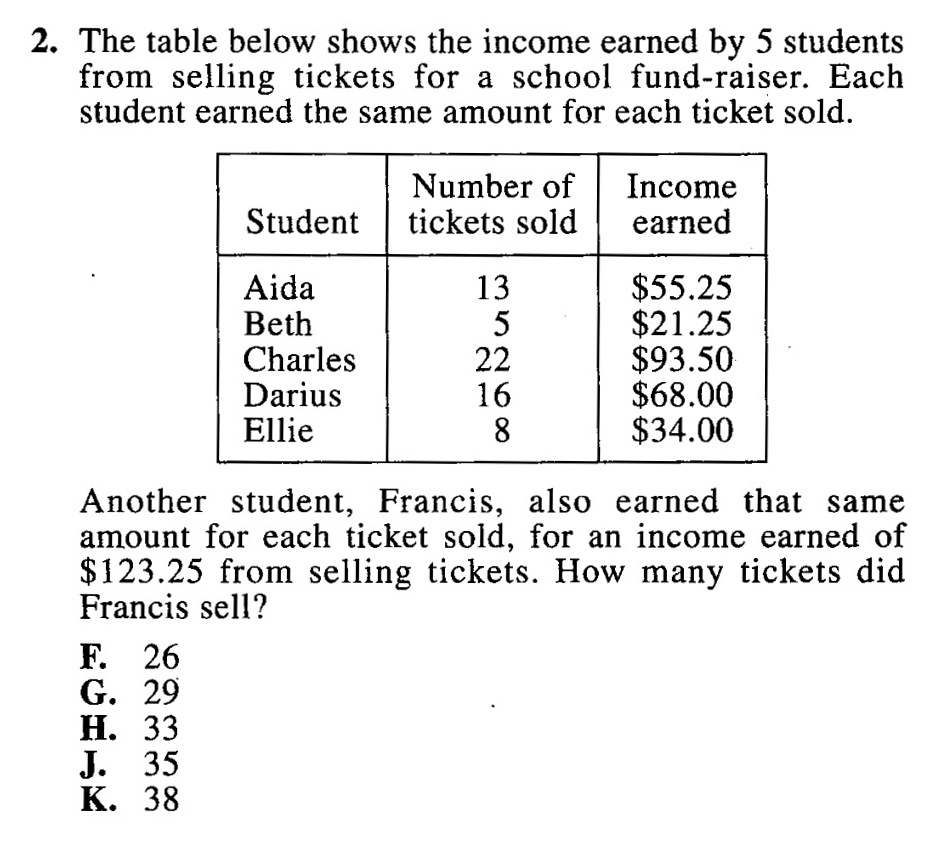 2. The table below shows the income earned by 5 students
from selling tickets for a school fund-raiser. Each
student earned the same amount for each ticket sold.
Student Number of tickets sold Income earned
Aida 13 $55.25
Beth 5 $21.25
Charles 22 $93.50
Darius 16 $68.00
Ellie 8 $34.00
Another student, Francis, also earned that same
amount for each ticket sold, for an income earned of
$123.25 from selling tickets. How many tickets did
Francis sell?
F. 26
G. 29
H. 33
J. 35
K. 38